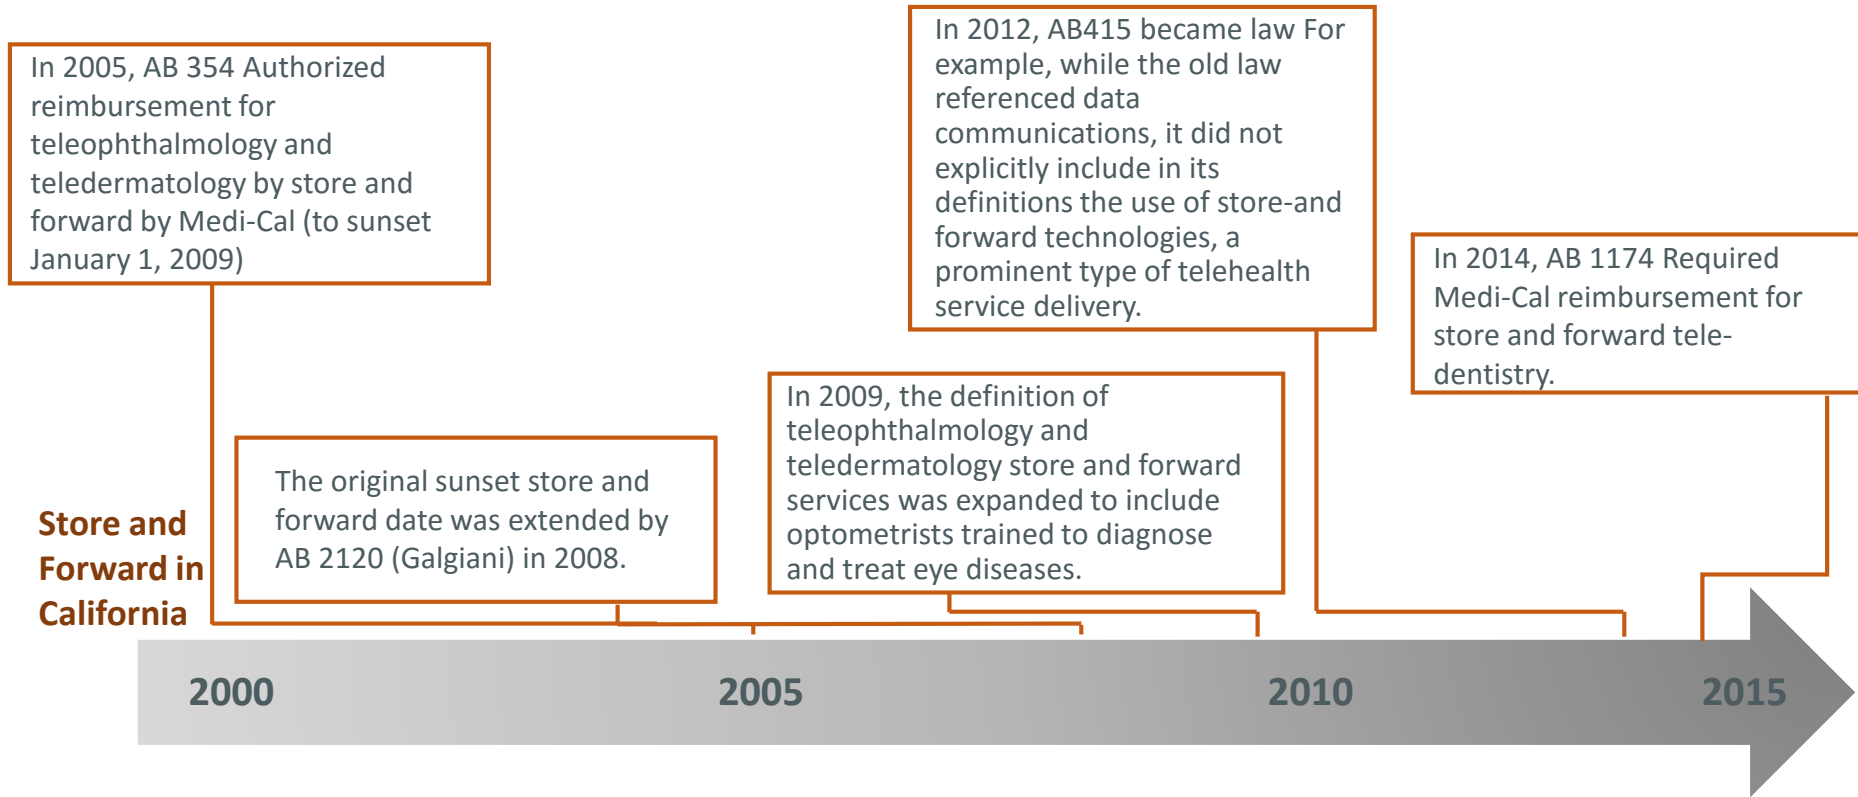 In 2005, AB 354 Authorized
reimbursement for
teleophthalmology and
teledermatology by store and
forward by Medi-Cal (to sunset
January 1, 2009)
In 2012, AB415 became law For
example, while the old law
referenced data
communications, it did not
explicitly include in its
definitions the use of store-and
forward technologies, a
prominent type of telehealth
service delivery.
In 2014, AB 1174 Required
Medi-Cal reimbursement for
store and forward tele-
dentistry.
In 2009, the definition of
teleophthalmology and
teledermatology store and forward
services was expanded to include
optometrists trained to diagnose
and treat eye diseases.
The original sunset store and
forward date was extended by
AB 2120 (Galgiani) in 2008.
Store and
Forward in
California
2000
2005
2010
2015